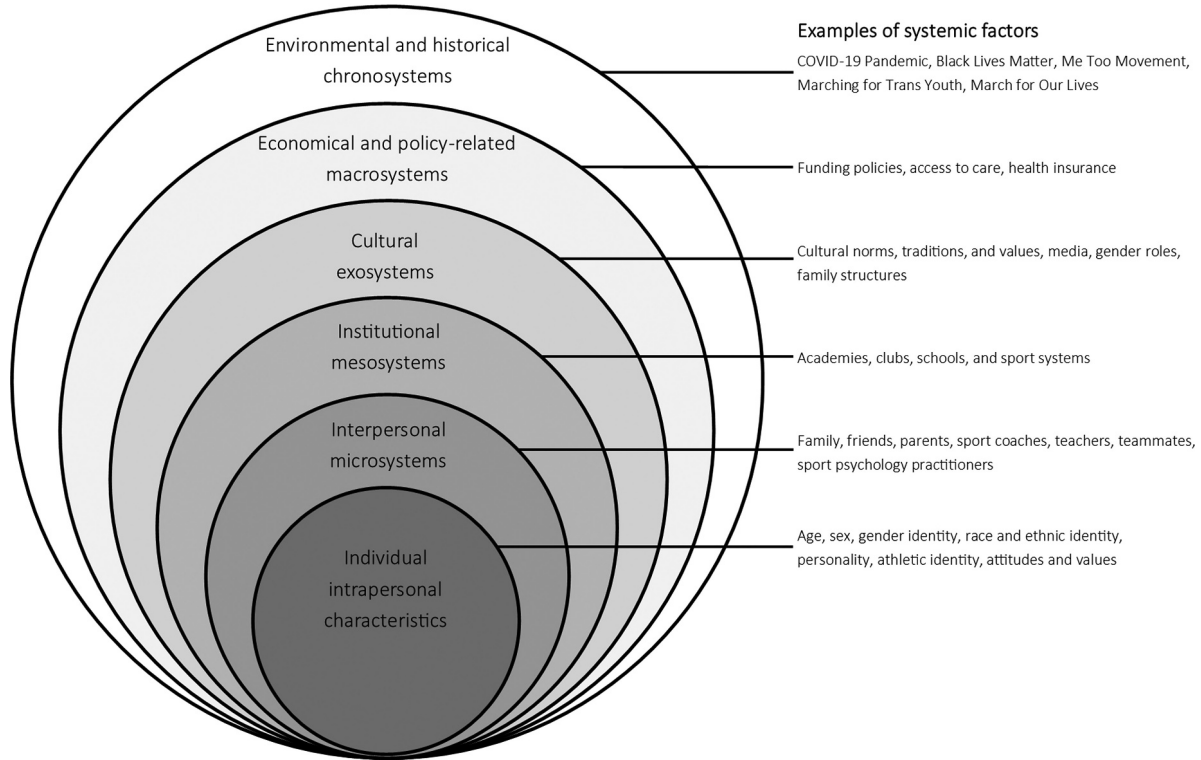 Environmental and historical
chronosystems
Economical and policy-related
macrosystems
Cultural
exosystems
Institutional
mesosystems
Interpersonal
microsystems
Individual
intrapersonal
characteristics
Examples of systemic factors
COVID-19 Pandemic, Black Lives Matter, Me Too Movement,
Marching for Trans Youth, March for Our Lives
Funding policies, access to care, health insurance
Cultural norms, traditions, and values, media, gender roles,
family structures
Academies, clubs, schools, and sport systems
Family, friends, parents, sport coaches, teachers, teammates,
sport psychology practitioners
Age, sex, gender identity, race and ethnic identity,
personality, athletic identity, attitudes and values